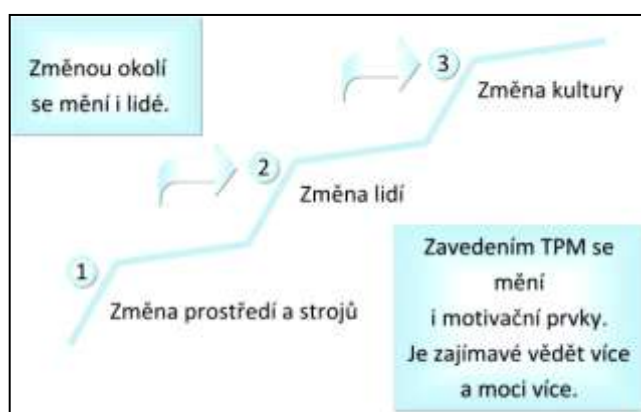 Změnou okolí
se mění i lidé.
3
Změna kultury
2
Změna lidí
1
Změna prostředí a strojů
Zavedením TPM se
mění
i motivační prvky.
Je zajímavé vědět více
a moci více.